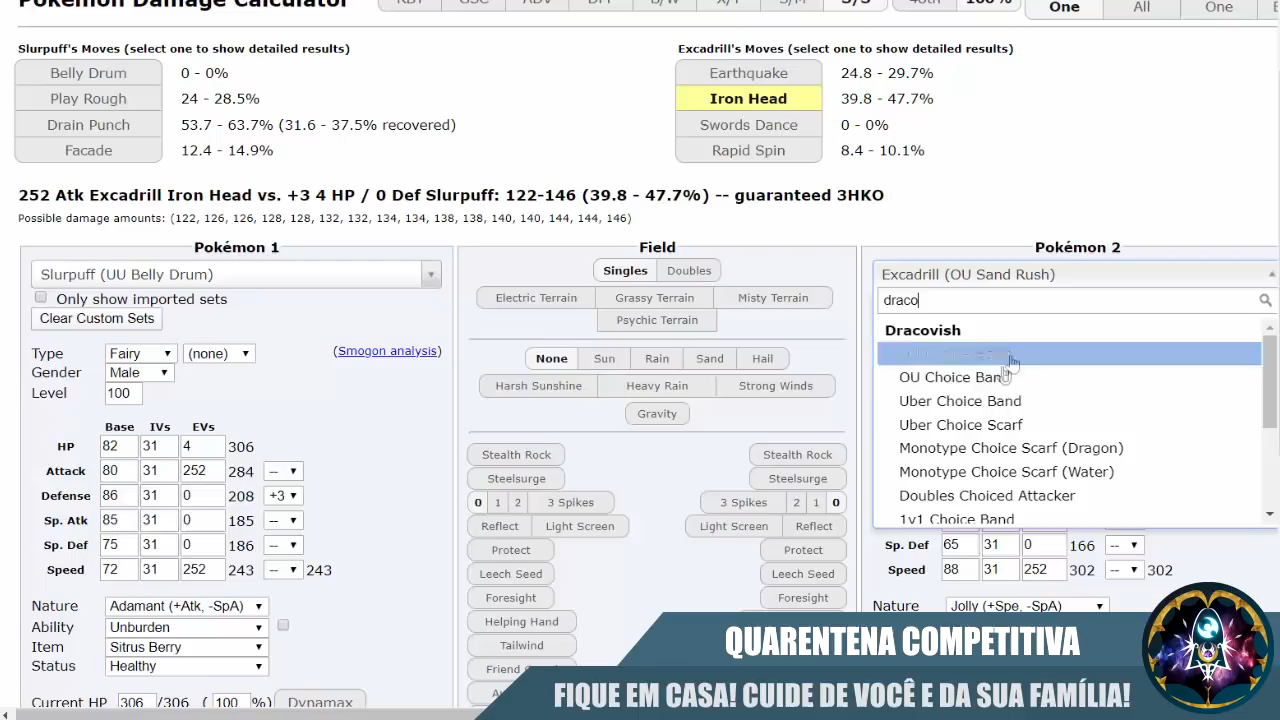 Pokémon Damage Calculator
RBY GSC ADV DPP B/W X/Y S/M S/S 48th 100% One All One
Slurpuff's Moves (select one to show detailed results)
Belly Drum 0 - 0%
Play Rough 24 - 28.5%
Drain Punch 53.7 - 63.7% (31.6 - 37.5% recovered)
Facade 12.4 - 14.9%
Excadrill's Moves (select one to show detailed results)
Earthquake 24.8 - 29.7%
Iron Head 39.8 - 47.7%
Swords Dance 0 - 0%
Rapid Spin 8.4 - 10.1%
252 Atk Excadrill Iron Head vs. +3 4 HP / 0 Def Slurpuff: 122-146 (39.8 - 47.7%) -- guaranteed 3HKO
Possible damage amounts: (122, 126, 126, 128, 128, 132, 132, 134, 134, 138, 138, 140, 140, 144, 144, 146)
Pokémon 1
Slurpuff (UU Belly Drum)
Only show imported sets
Clear Custom Sets
Type Fairy (none) (Smogon analysis)
Gender Male
Level 100
Base IVs EVs
HP 82 31 4 306
Attack 80 31 252 284 --
Defense 86 31 0 208 +3
Sp. Atk 85 31 0 185 --
Sp. Def 75 31 0 186 --
Speed 72 31 252 243 -- 243
Nature Adamant (+Atk, -SpA)
Ability Unburden
Item Sitrus Berry
Status Healthy
Current HP 306 /306 ( 100 %) Dynamax
Field
Singles Doubles
Electric Terrain Grassy Terrain Misty Terrain
Psychic Terrain
None Sun Rain Sand Hail
Harsh Sunshine Heavy Rain Strong Winds
Gravity
Stealth Rock Stealth Rock
Steelsurge Steelsurge
0 1 2 3 Spikes 3 Spikes 2 1 0
Reflect Light Screen Light Screen Reflect
Protect Protect
Leech Seed Leech Seed
Foresight Foresight
Helping Hand
Tailwind
Pokémon 2
Excadrill (OU Sand Rush)
draco
Dracovish
OU Choice Band
Uber Choice Band
Uber Choice Scarf
Monotype Choice Scarf (Dragon)
Monotype Choice Scarf (Water)
Doubles Choiced Attacker
1v1 Choice Band
Sp. Def 65 31 0 166 --
Speed 88 31 252 302 -- 302
Nature Jolly (+Spe, -SpA)
QUARENTENA COMPETITIVA
FIQUE EM CASA! CUIDE DE VOCÊ E DA SUA FAMÍLIA!